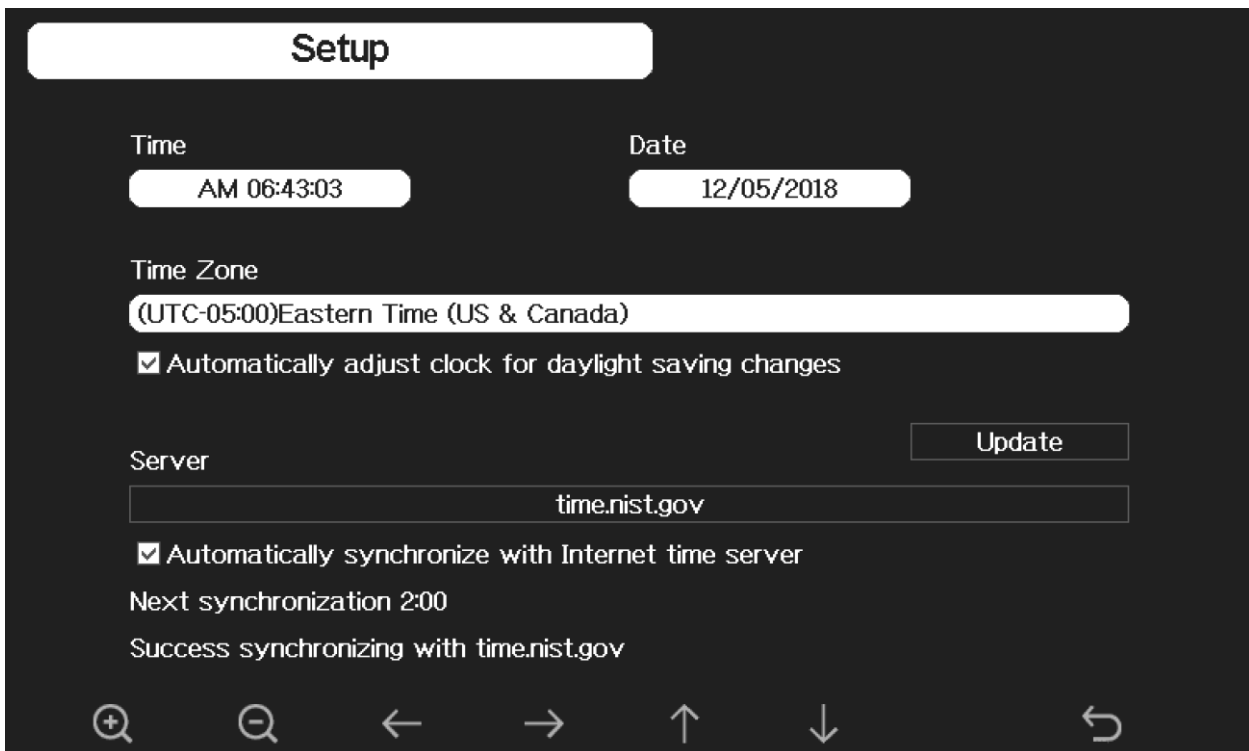 Setup
Time Date
AM 06:43:03 12/05/2018
Time Zone
(UTC-05:00)Eastern Time (US & Canada)
Automatically adjust clock for daylight saving changes
Update
Server
time.nist.gov
Automatically synchronize with Internet time server
Next synchronization 2:00
Success synchronizing with time.nist.gov